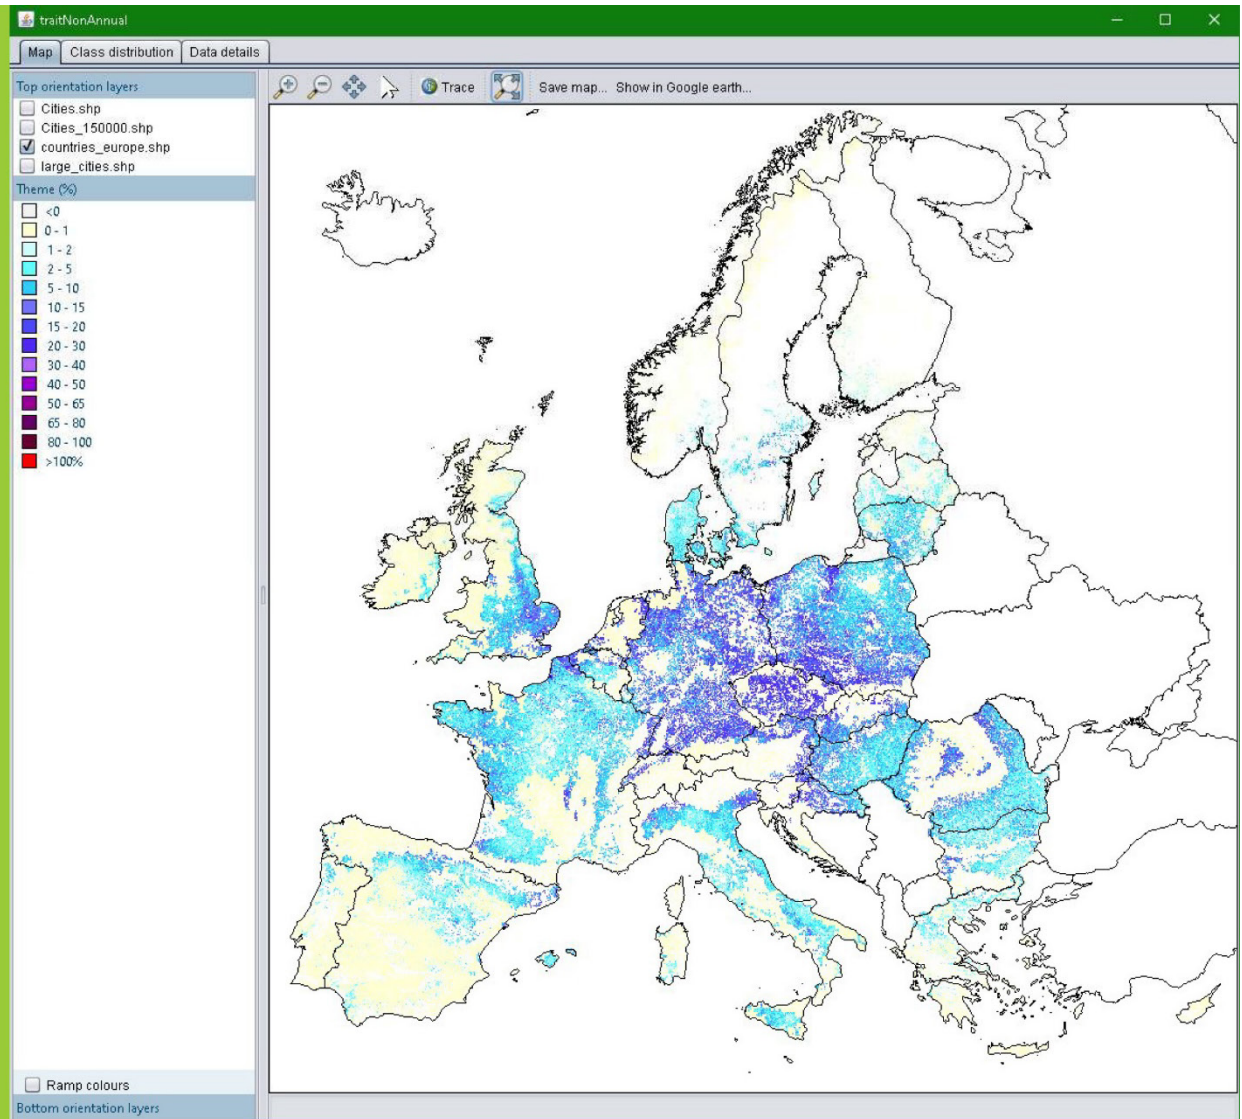 traitNonAnnual
Map Class distribution Data details
Top orientation layers
Trace Save map... Show in Google earth...
Cities.shp
Cities_150000.shp
countries_europe.shp
large_cities.shp
Theme (%)
<0
0 - 1
1 - 2
2 - 5
5 - 10
10 - 15
15 - 20
20 - 30
30 - 40
40 - 50
50 - 65
65 - 80
80 - 100
>100%
Ramp colours
Bottom orientation layers